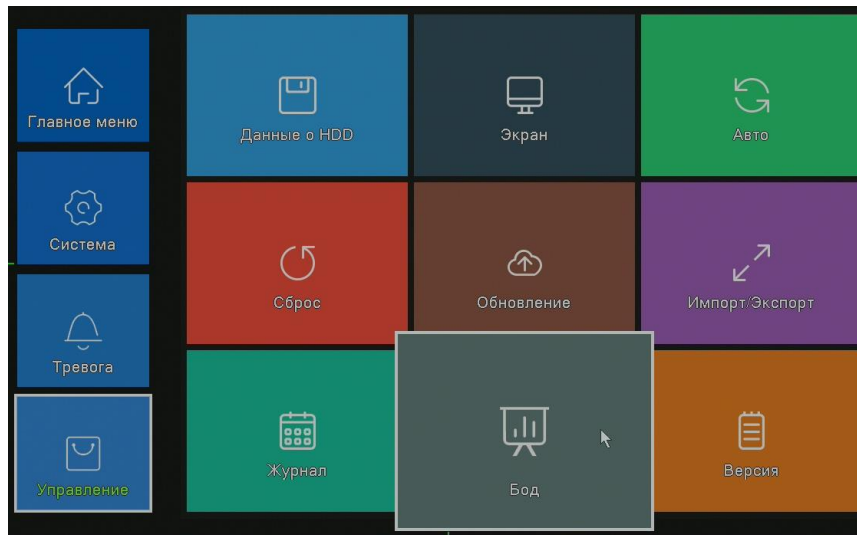 Главное меню
Система
Тревога
Управление
Данные о HDD
Экран
Авто
Сброс
Обновление
Импорт/Экспорт
Журнал
Бод
Версия